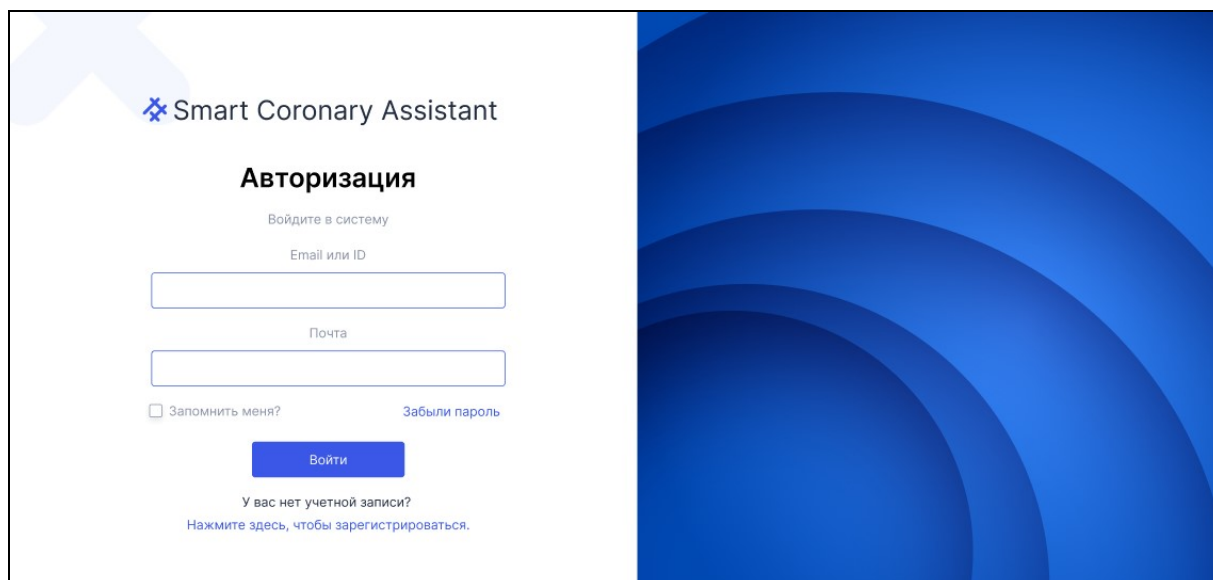 Smart Coronary Assistant
Авторизация
Войдите в систему
Email или ID
Почта
Запомнить меня? Забыли пароль
Войти
У вас нет учетной записи?
Нажмите здесь, чтобы зарегистрироваться.